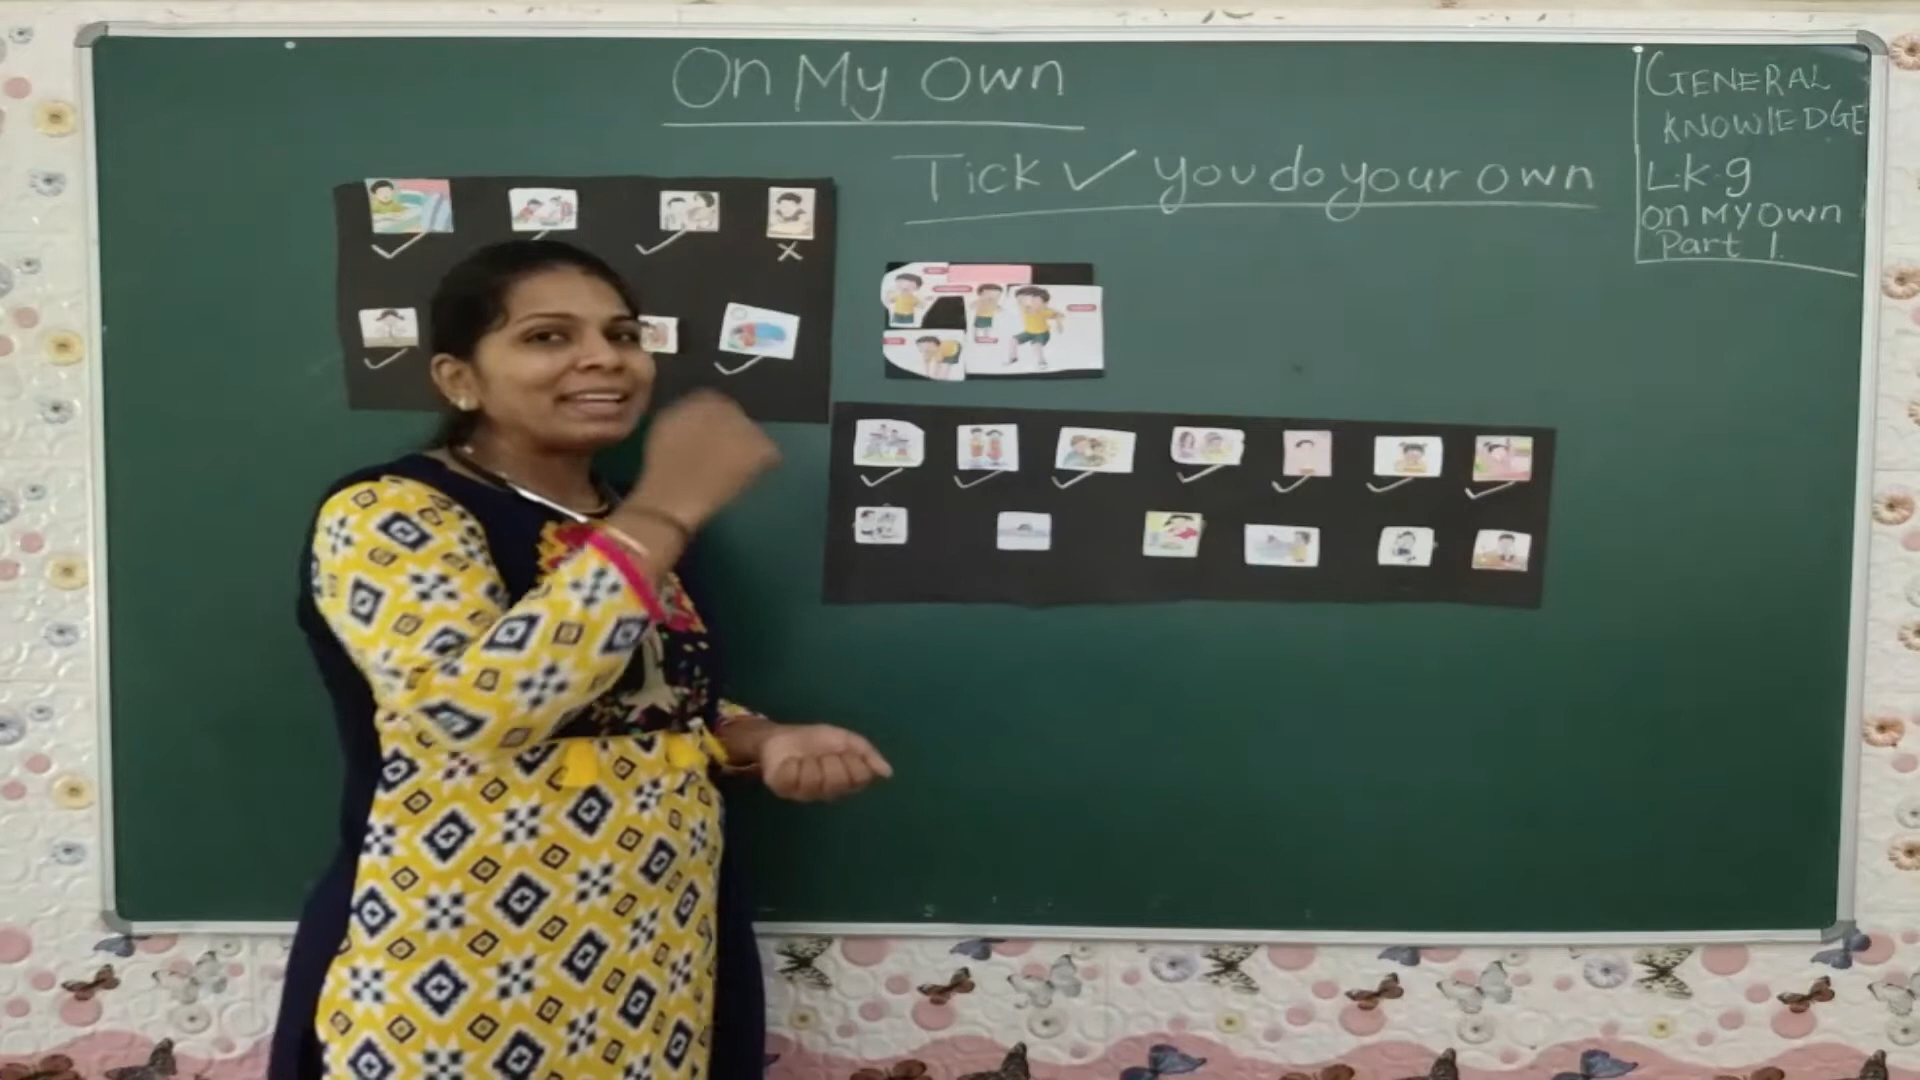 On My Own
Tick ✓ you do your own
GENERAL
KNOWLEDGE
L.k.g
on My Own
Part 1.